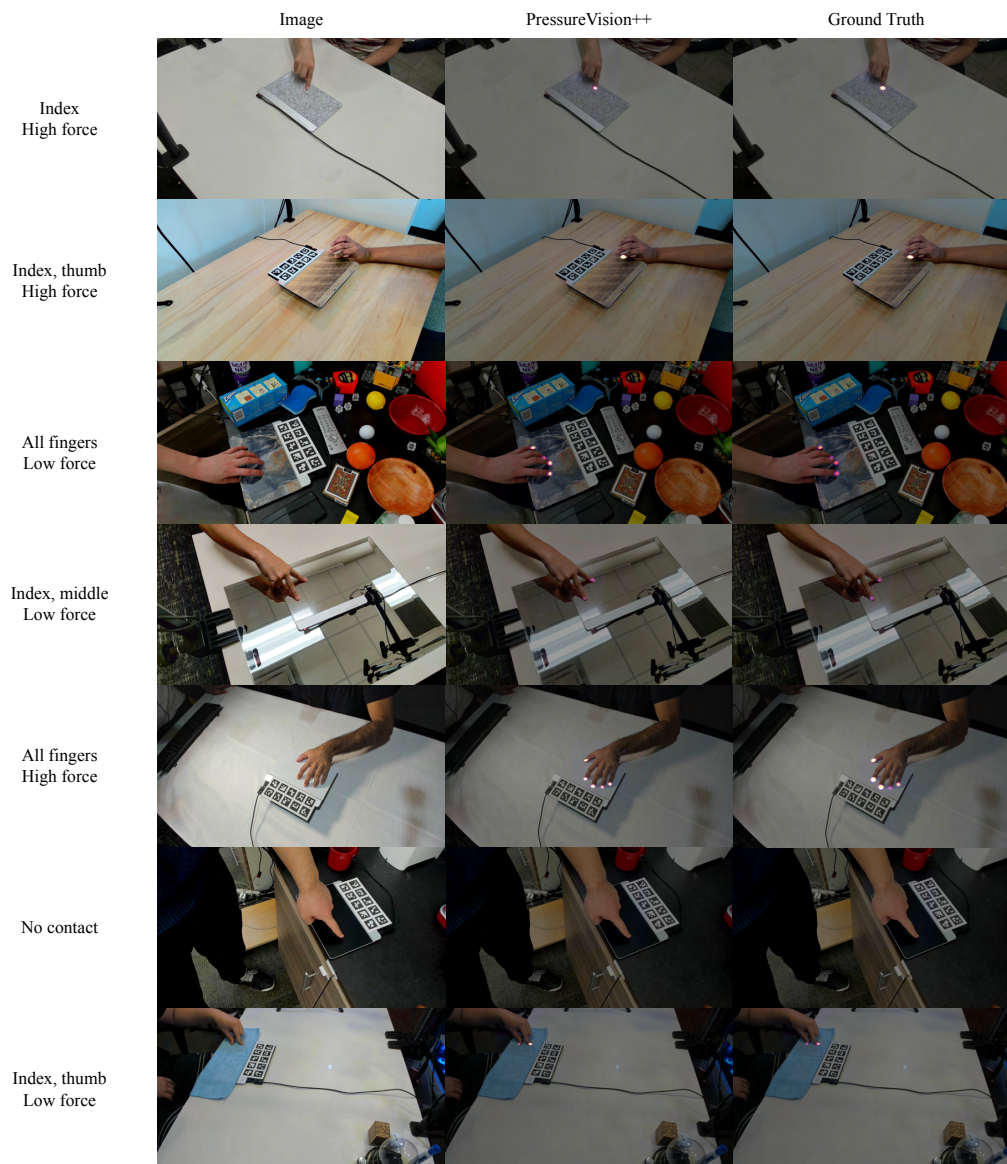 Image
PressureVision++
Ground Truth
Index
High force
Index, thumb
High force
All fingers
Low force
Index, middle
Low force
All fingers
High force
No contact
Index, thumb
Low force